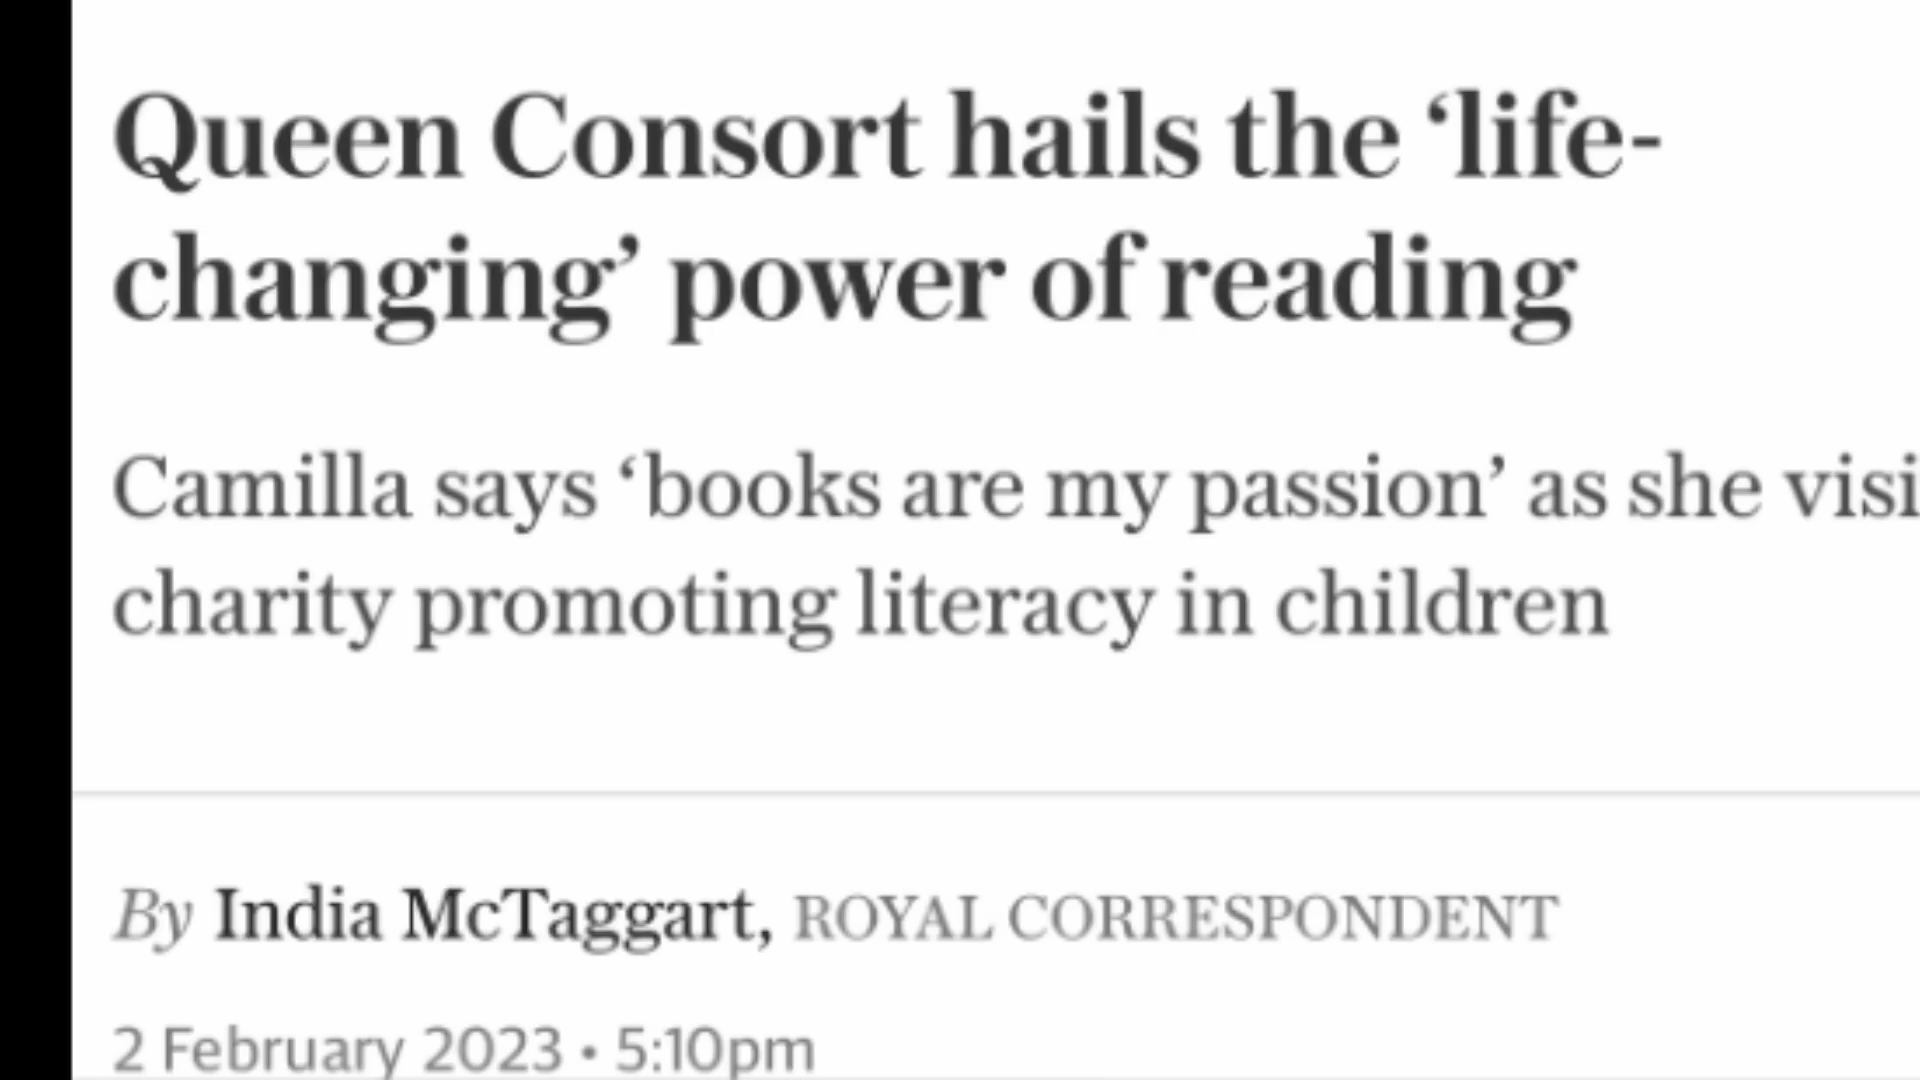 Queen Consort hails the ‘life-
changing’ power of reading
Camilla says ‘books are my passion’ as she visi
charity promoting literacy in children
By India McTaggart, ROYAL CORRESPONDENT
2 February 2023 • 5:10pm